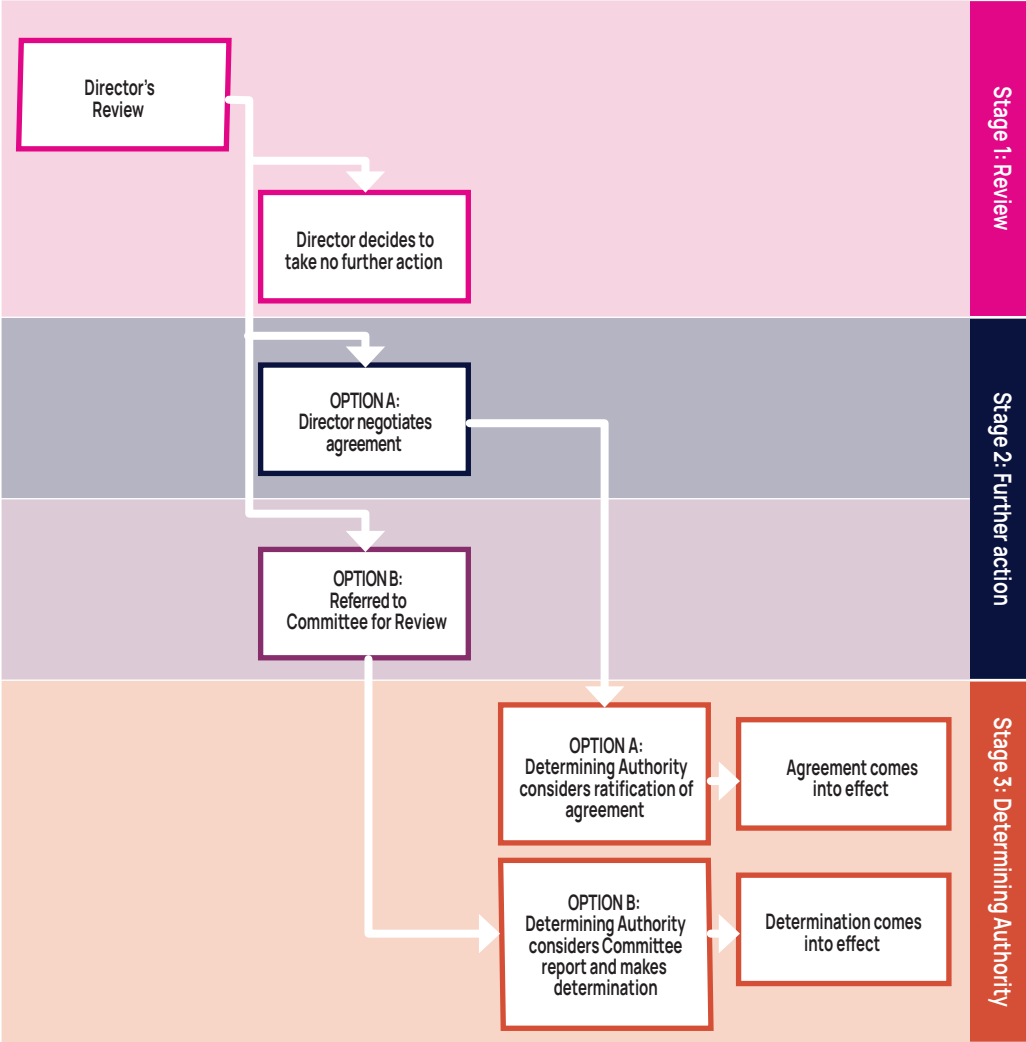 Director's
Review
Stage 1: Review
Director decides to
take no further action
OPTION A:
Director negotiates
agreement
Stage 2: Further action
OPTION B:
Referred to
Committee for Review
OPTION A:
Determining Authority
considers ratification of
agreement
Agreement comes
into effect
Stage 3: Determining Authority
OPTION B:
Determining Authority
considers Committee
report and makes
determination
Determination comes
into effect